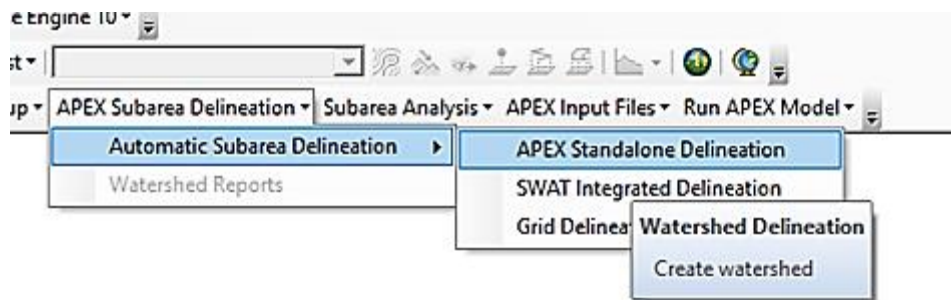 e Engine 10
st
up APEX Subarea Delineation Subarea Analysis APEX Input Files Run APEX Model
Automatic Subarea Delineation APEX Standalone Delineation
Watershed Reports SWAT Integrated Delineation
Grid Delinea Watershed Delineation
Create watershed